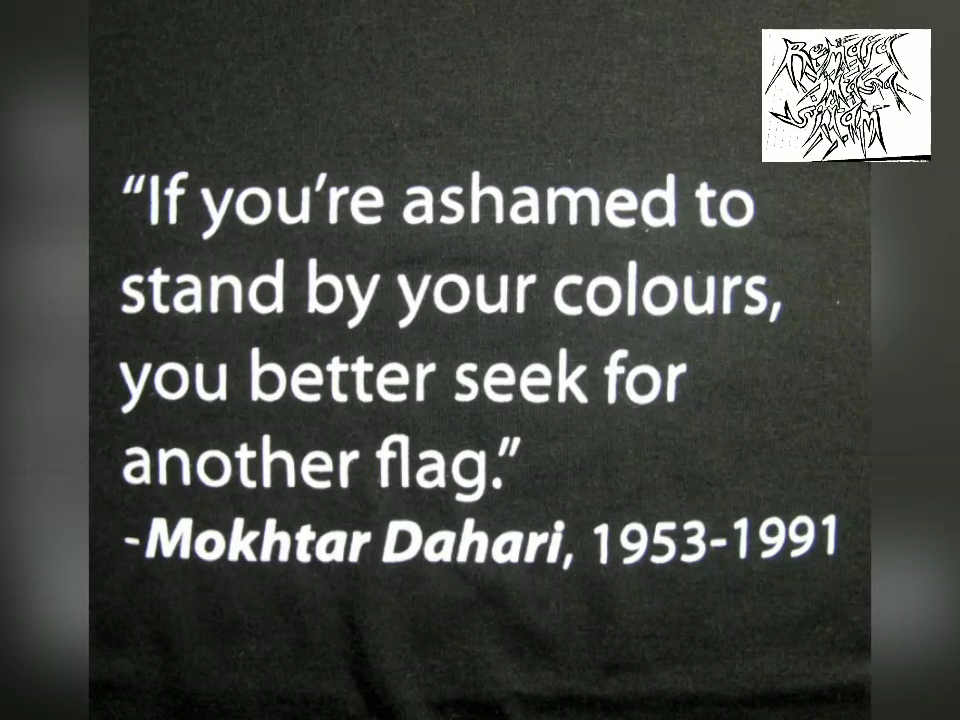 “If you’re ashamed to
stand by your colours,
you better seek for
another flag.”
-Mokhtar Dahari, 1953-1991